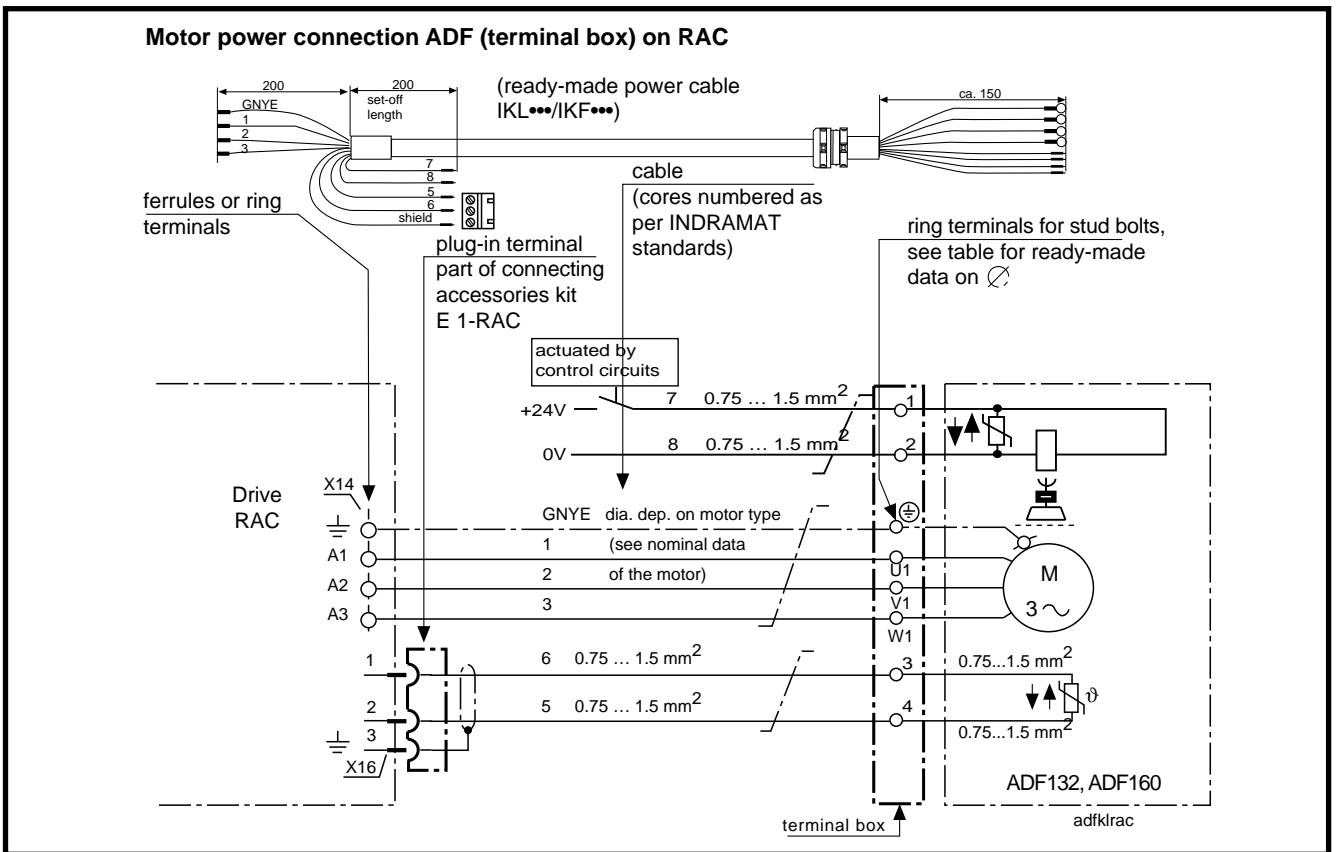 Motor power connection ADF (terminal box) on RAC
200
200
GNYE
set-off
length
1
2
3
(ready-made power cable
IKL•••/IKF•••)
ca. 150
7
8
5
6
shield
ferrules or ring
terminals
cable
(cores numbered as
per INDRAMAT
standards)
plug-in terminal
part of connecting
accessories kit
E 1-RAC
ring terminals for stud bolts,
see table for ready-made
data on ∅
actuated by
control circuits
+24V
7 0.75 … 1.5 mm²
1
0V
8 0.75 … 1.5 mm²
2
Drive
RAC
X14
GNYE dia. dep. on motor type
A1
1 (see nominal data
U1
A2
2 of the motor)
V1
A3
3
W1
M
3 ~
1
6 0.75 … 1.5 mm²
3
0.75...1.5 mm²
ϑ
2
5 0.75 … 1.5 mm²
4
0.75...1.5 mm²
3
X16
ADF132, ADF160
terminal box
adfklrac